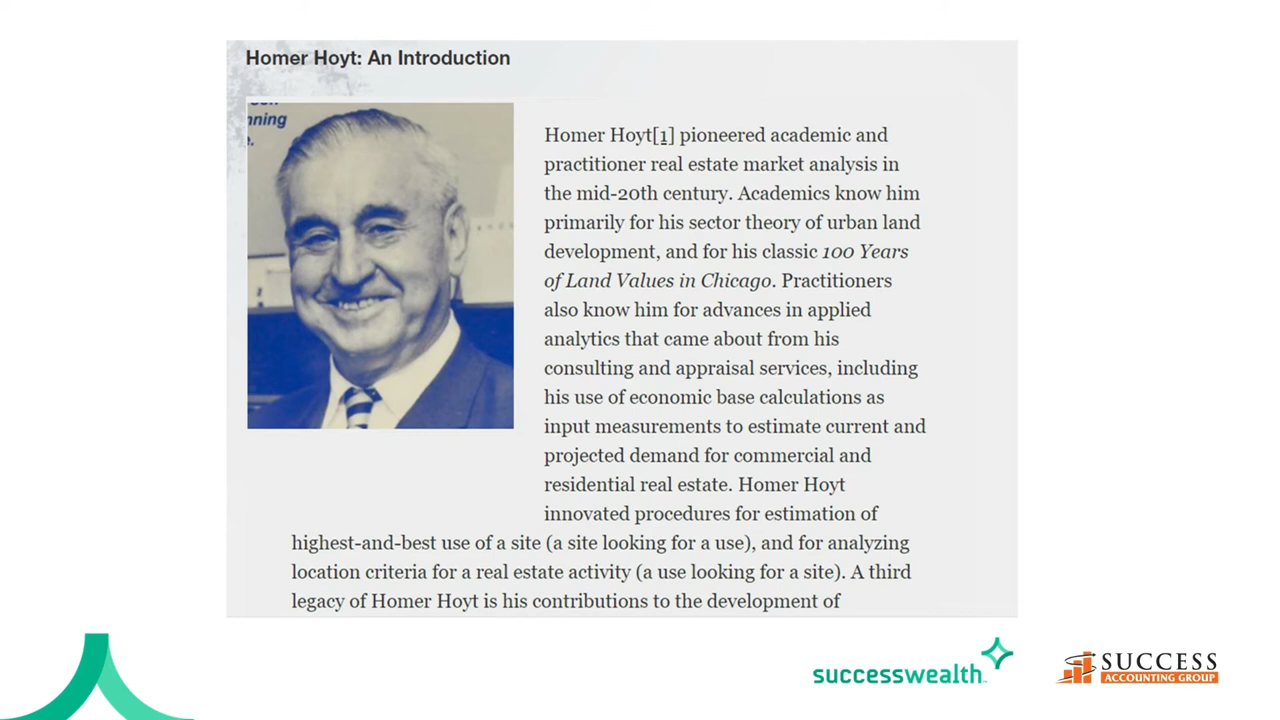 Homer Hoyt: An Introduction
nning
e.
Homer Hoyt[1] pioneered academic and
practitioner real estate market analysis in
the mid-20th century. Academics know him
primarily for his sector theory of urban land
development, and for his classic 100 Years
of Land Values in Chicago. Practitioners
also know him for advances in applied
analytics that came about from his
consulting and appraisal services, including
his use of economic base calculations as
input measurements to estimate current and
projected demand for commercial and
residential real estate. Homer Hoyt
innovated procedures for estimation of
highest-and-best use of a site (a site looking for a use), and for analyzing
location criteria for a real estate activity (a use looking for a site). A third
legacy of Homer Hoyt is his contributions to the development of
successwealth
SUCCESS
ACCOUNTING GROUP